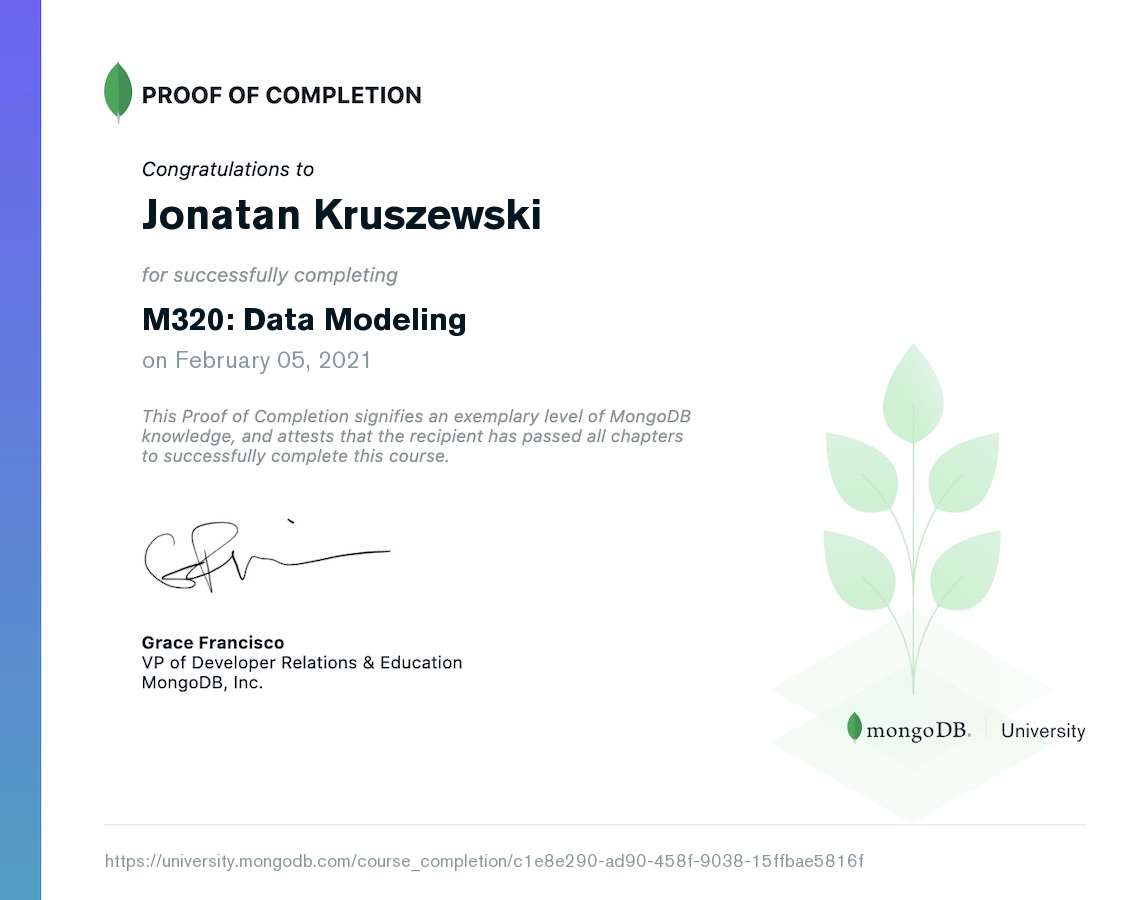 PROOF OF COMPLETION
Congratulations to
Jonatan Kruszewski
for successfully completing
M320: Data Modeling
on February 05, 2021
This Proof of Completion signifies an exemplary level of MongoDB
knowledge, and attests that the recipient has passed all chapters
to successfully complete this course.
Grace Francisco
VP of Developer Relations & Education
MongoDB, Inc.
mongoDB. University
https://university.mongodb.com/course_completion/c1e8e290-ad90-458f-9038-15ffbae5816f